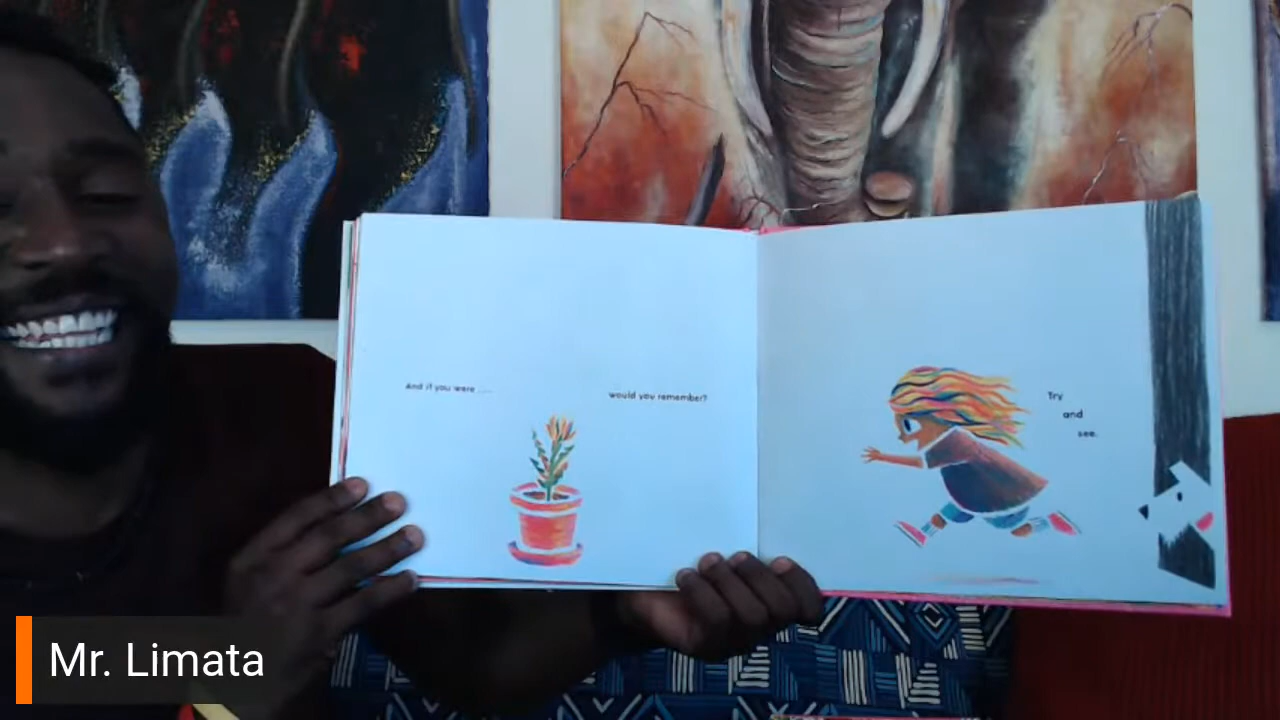 And if you were ....
would you remember?
Try
and
see.
Mr. Limata